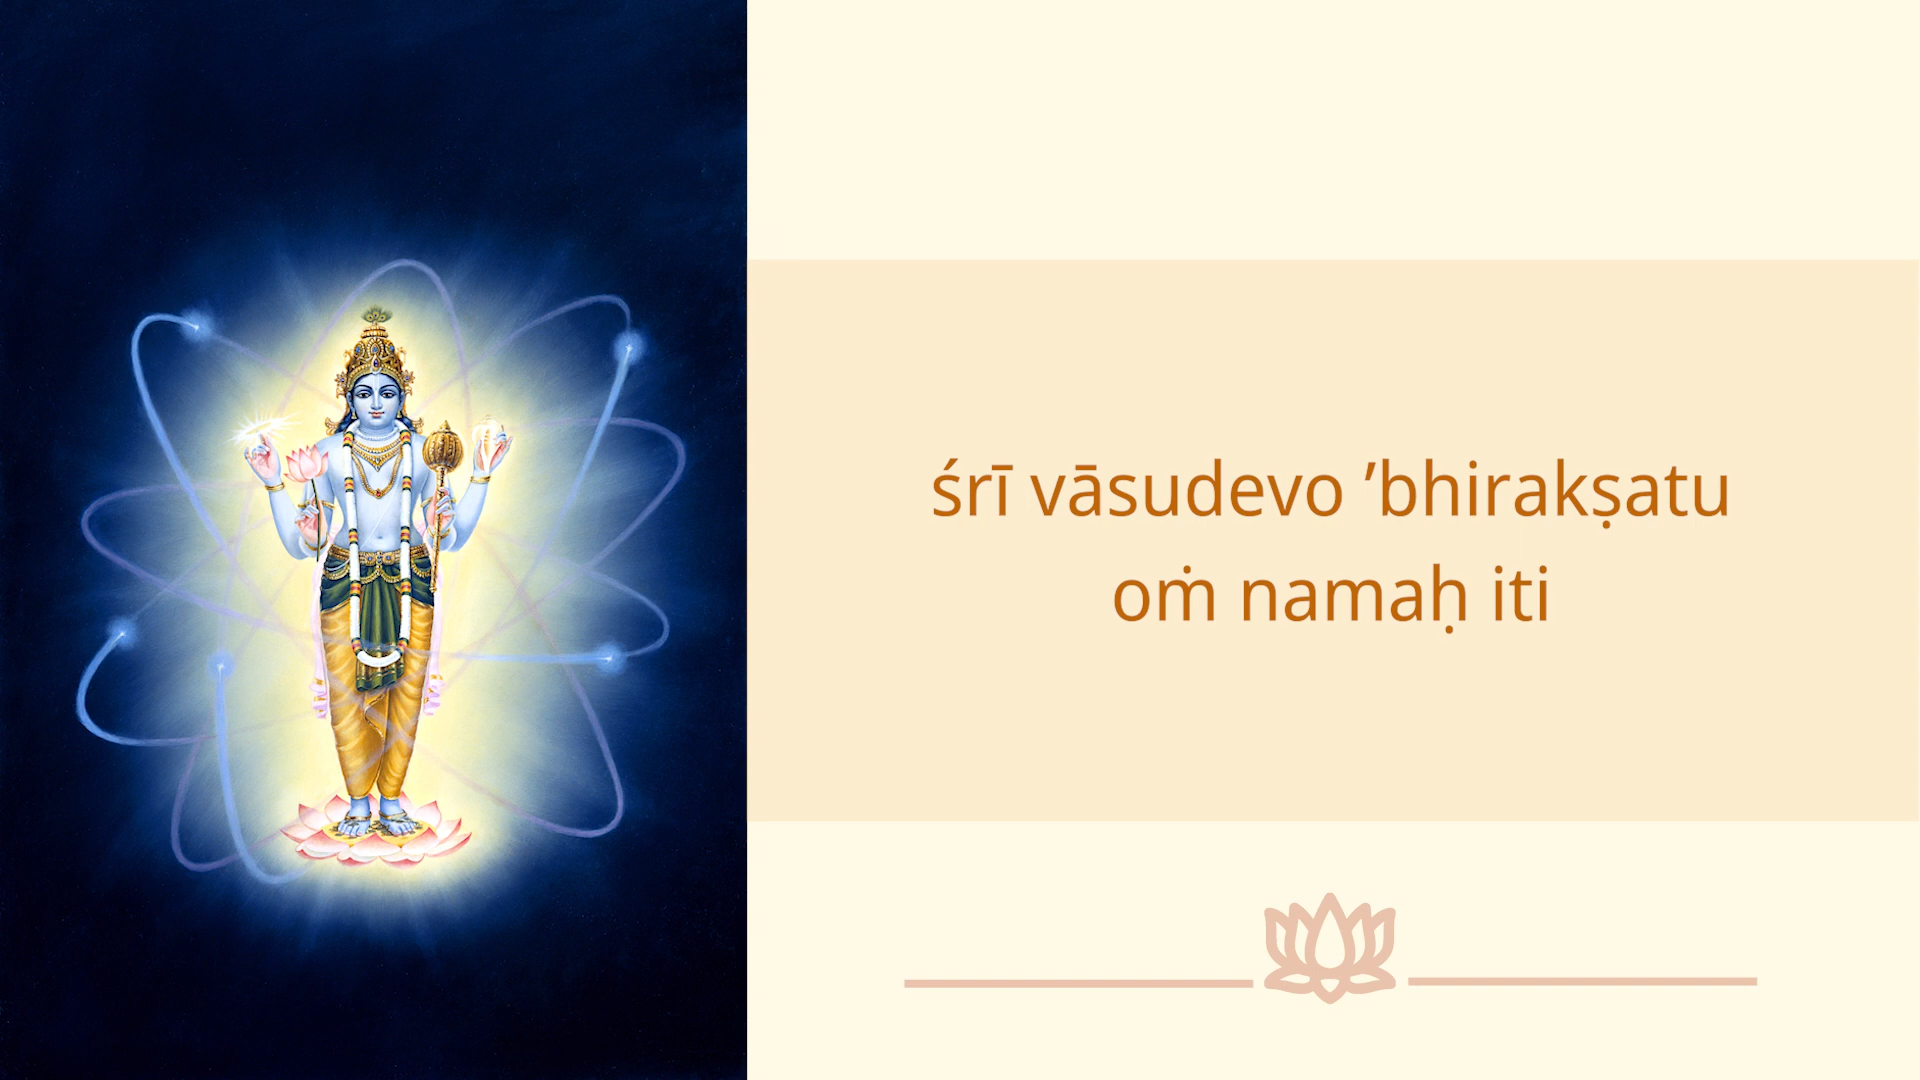 śrī vāsudevo ’bhirakṣatu
oṁ namaḥ iti